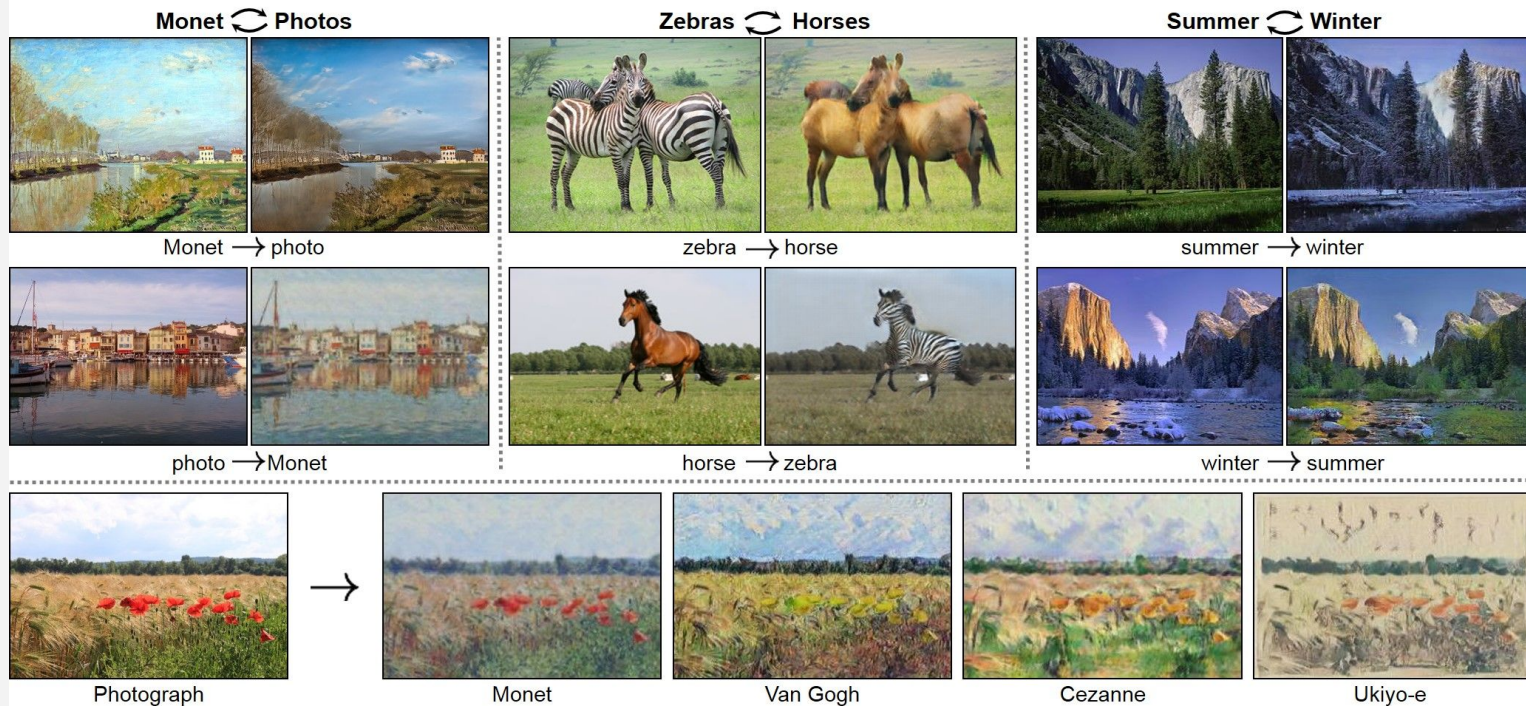 Monet Photos
Zebras Horses
Summer Winter
Monet → photo
zebra → horse
summer → winter
photo → Monet
horse → zebra
winter → summer
Photograph
→
Monet
Van Gogh
Cezanne
Ukiyo-e